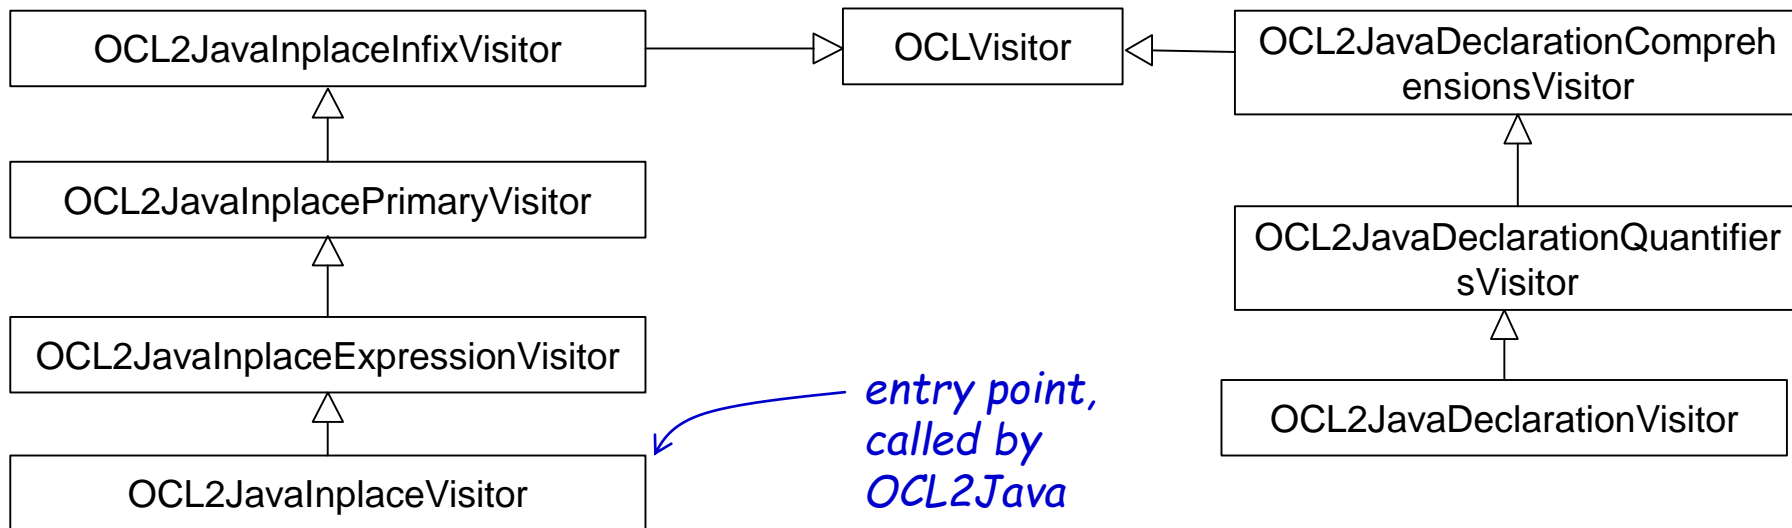 OCL2JavaInplaceInfixVisitor
OCLVisitor
OCL2JavaDeclarationCompreh
ensionsVisitor
OCL2JavaInplacePrimaryVisitor
OCL2JavaDeclarationQuantifier
sVisitor
OCL2JavaInplaceExpressionVisitor
entry point,
called by
OCL2Java
OCL2JavaDeclarationVisitor
OCL2JavaInplaceVisitor